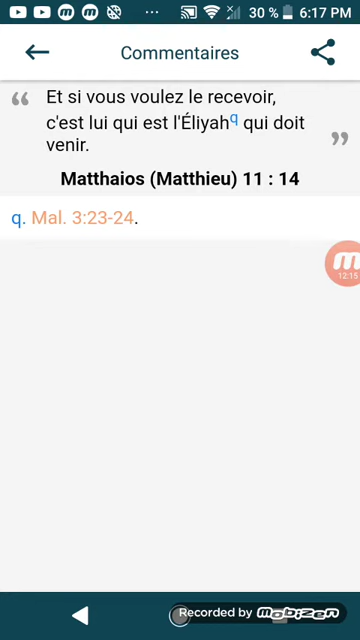 30 % 6:17 PM
Commentaires
“ Et si vous voulez le recevoir,
c'est lui qui est l'Éliyahq qui doit
venir. ”
Matthaios (Matthieu) 11 : 14
q. Mal. 3:23-24.
12:15
Recorded by mobizen